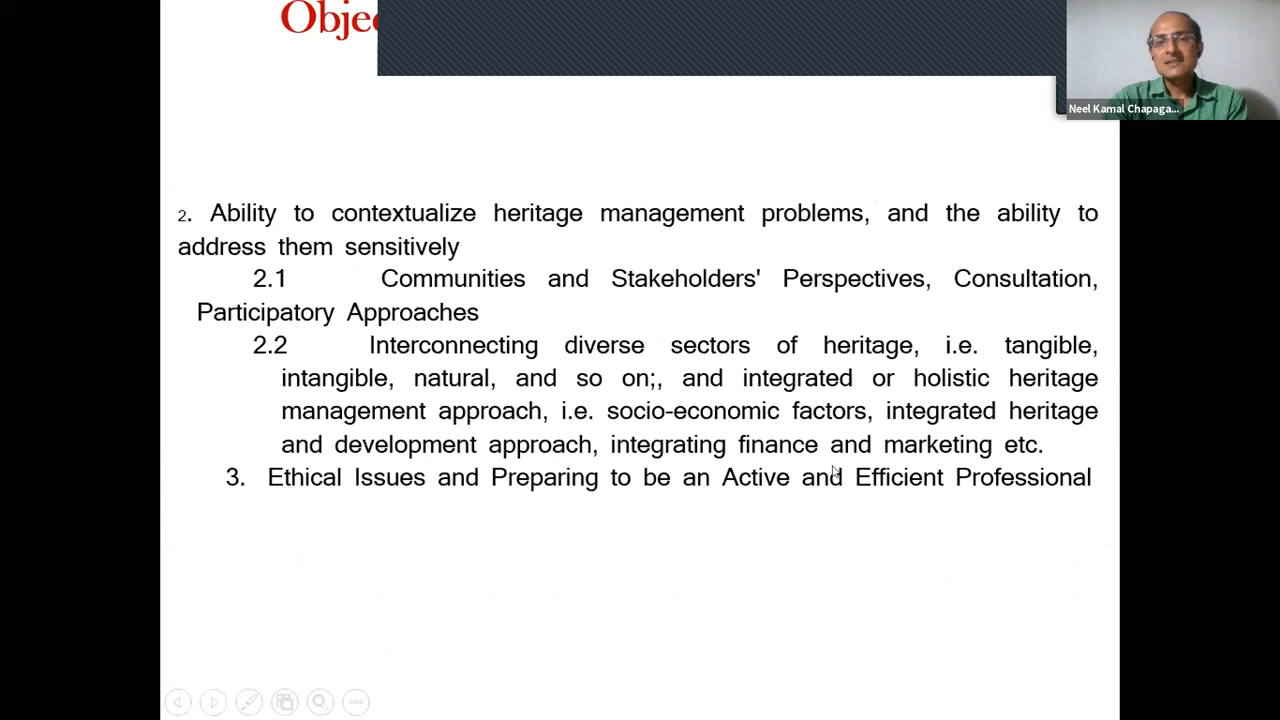 Objec
Neel Kamal Chapaga...
2. Ability to contextualize heritage management problems, and the ability to
address them sensitively
2.1 Communities and Stakeholders' Perspectives, Consultation,
Participatory Approaches
2.2 Interconnecting diverse sectors of heritage, i.e. tangible,
intangible, natural, and so on;, and integrated or holistic heritage
management approach, i.e. socio-economic factors, integrated heritage
and development approach, integrating finance and marketing etc.
3. Ethical Issues and Preparing to be an Active and Efficient Professional